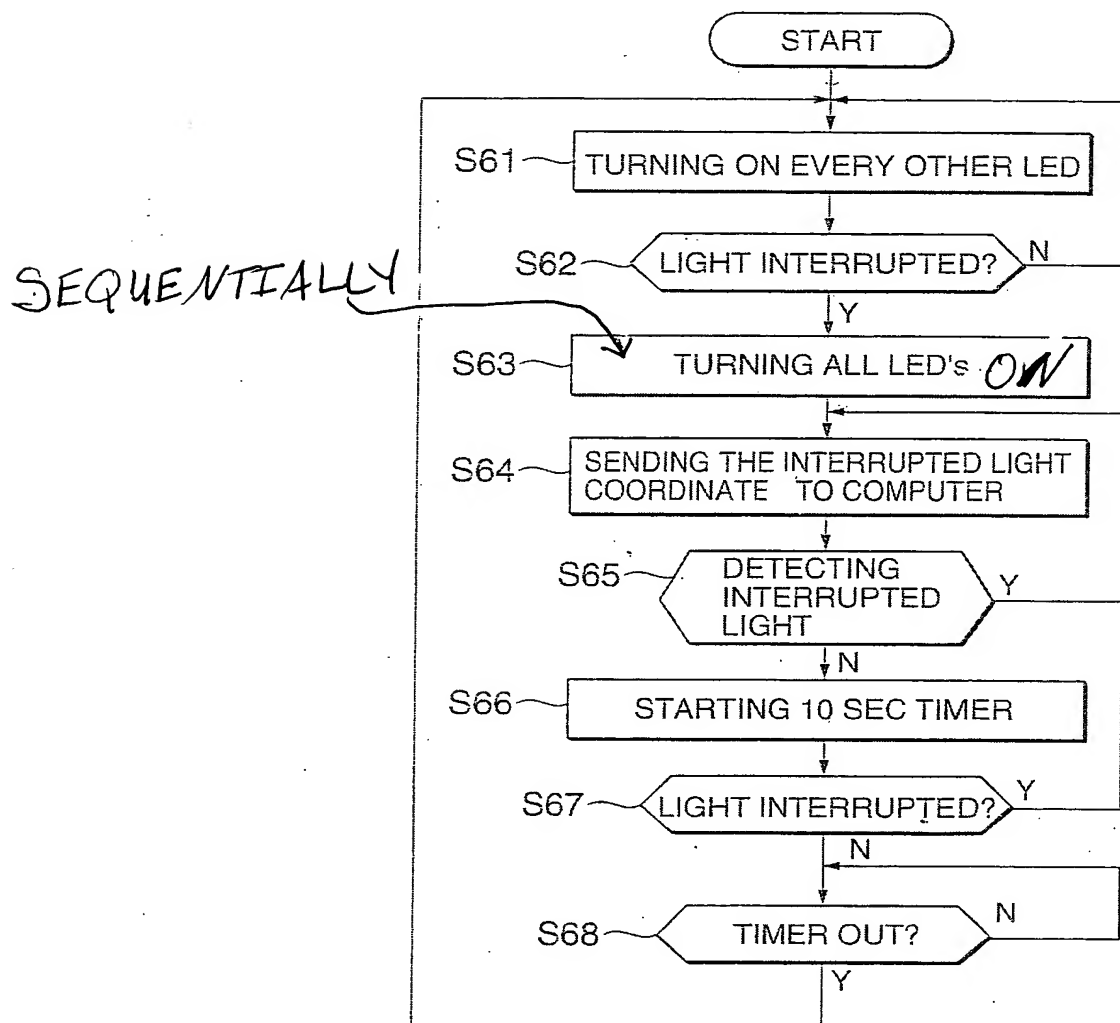 START
S61 TURNING ON EVERY OTHER LED
S62 LIGHT INTERRUPTED? N
Y
SEQUENTIALLY
S63 TURNING ALL LED's ON
S64 SENDING THE INTERRUPTED LIGHT
COORDINATE TO COMPUTER
S65 DETECTING
INTERRUPTED
LIGHT
Y
N
S66 STARTING 10 SEC TIMER
S67 LIGHT INTERRUPTED? Y
N
S68 TIMER OUT? N
Y